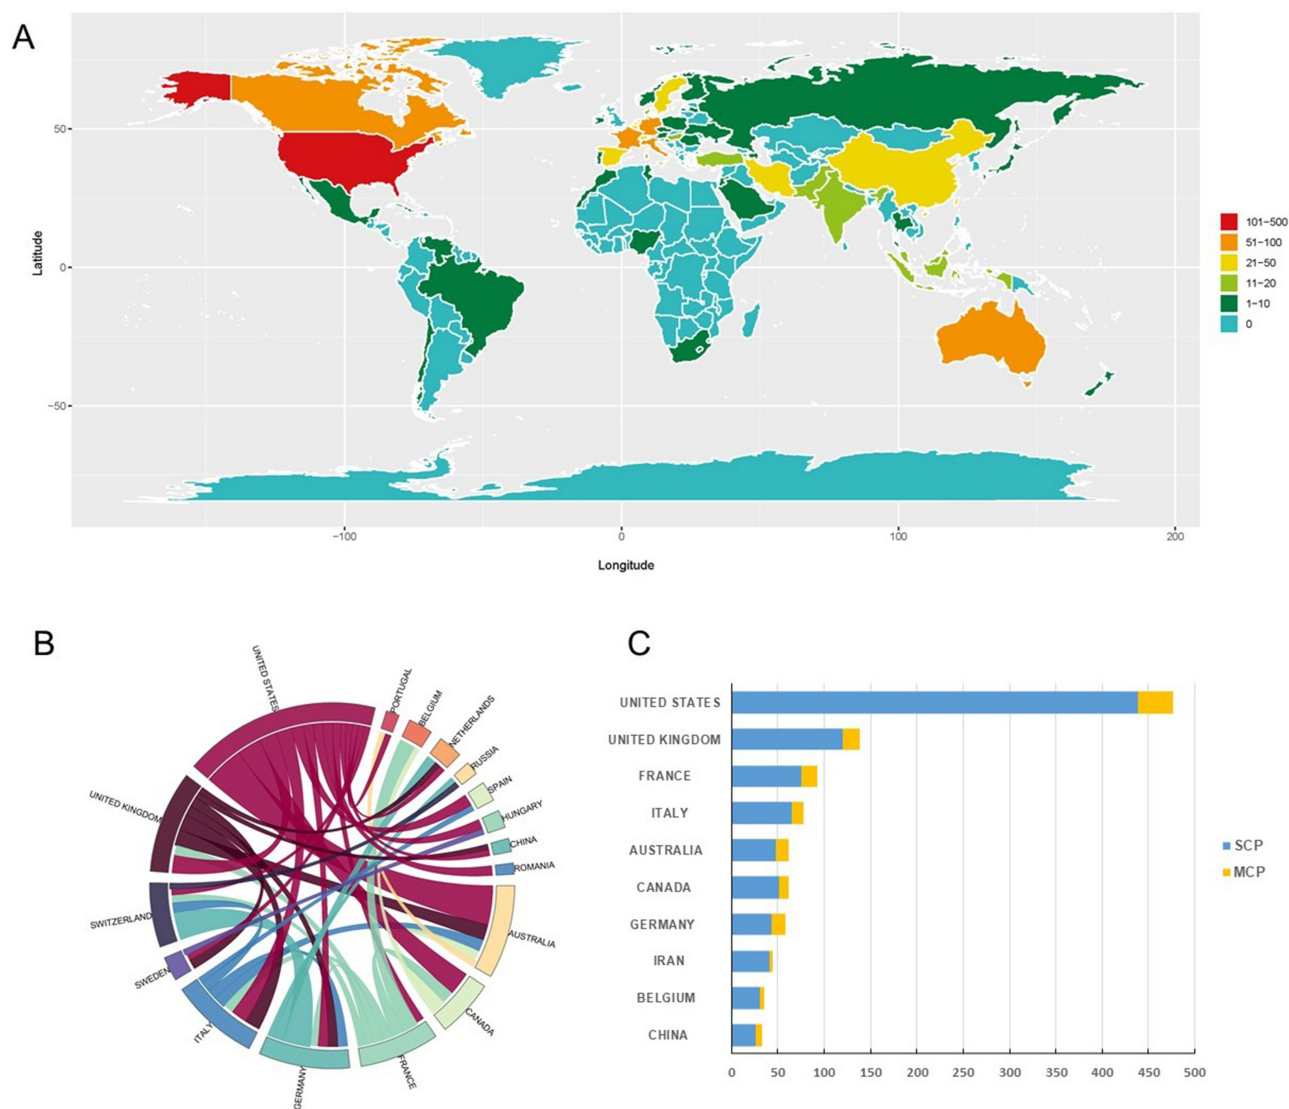 A
50
0
−50
Latitude
−100
0
100
200
Longitude
101−500
51−100
21−50
11−20
1−10
0
B
UNITED STATES
PORTUGAL
BELGIUM
NETHERLANDS
RUSSIA
SPAIN
HUNGARY
CHINA
ROMANIA
AUSTRALIA
CANADA
FRANCE
GERMANY
ITALY
SWEDEN
SWITZERLAND
UNITED KINGDOM
C
UNITED STATES
UNITED KINGDOM
FRANCE
ITALY
AUSTRALIA
CANADA
GERMANY
IRAN
BELGIUM
CHINA
0 50 100 150 200 250 300 350 400 450 500
SCP
MCP